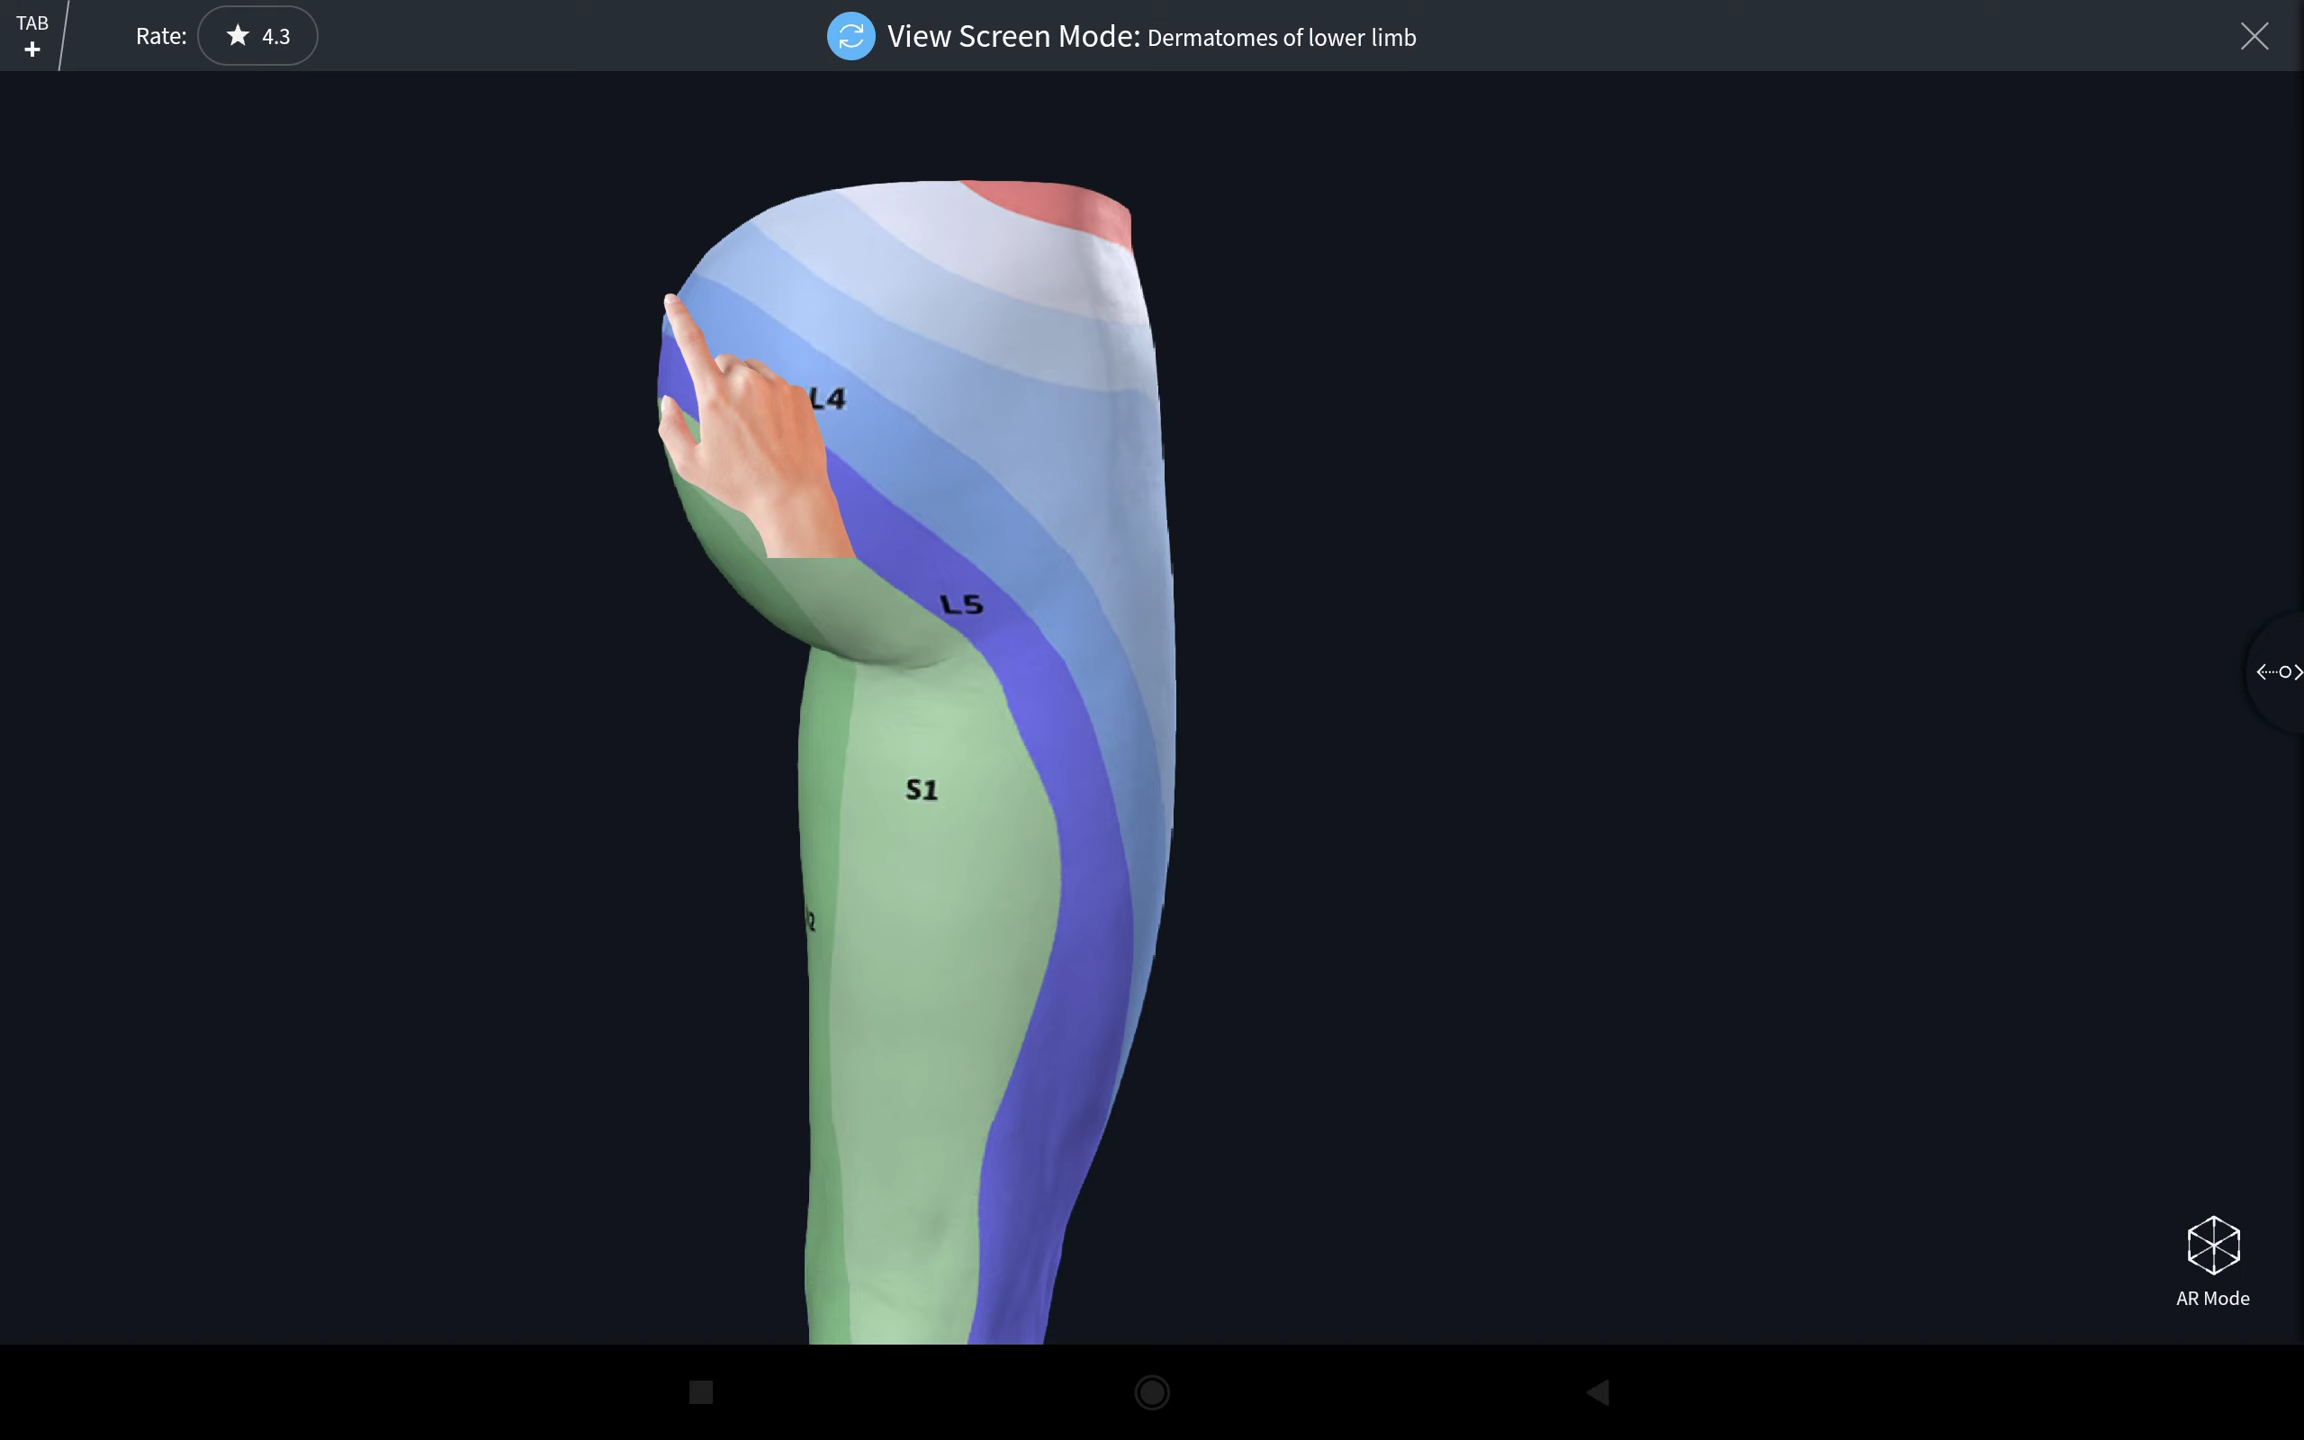 TAB
+
Rate: ★ 4.3
View Screen Mode: Dermatomes of lower limb
L4
L5
S1
AR Mode